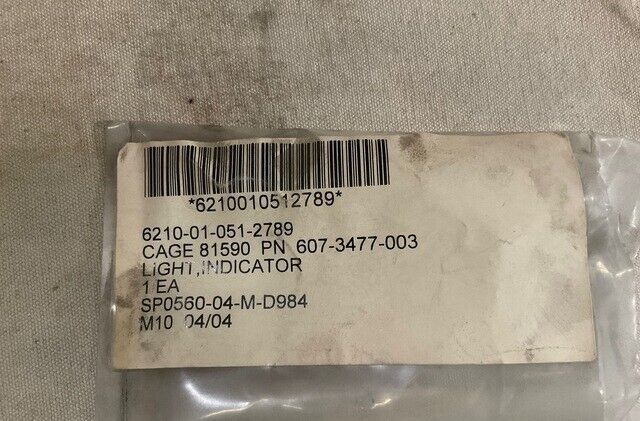 *6210010512789*
6210-01-051-2789
CAGE 81590 PN 607-3477-003
LIGHT,INDICATOR
1 EA
SP0560-04-M-D984
M10 04/04